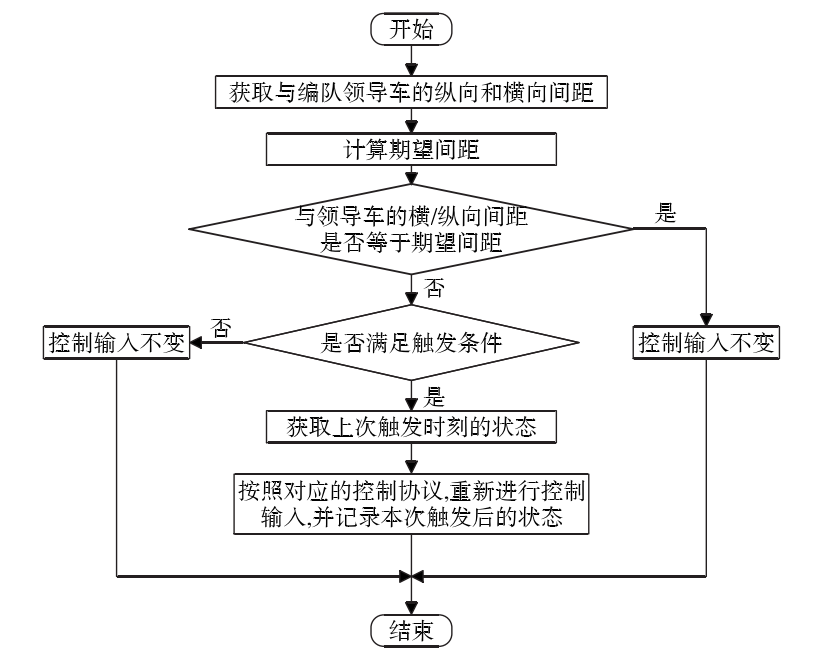 开始
获取与编队领导车的纵向和横向间距
计算期望间距
与领导车的横/纵向间距
是否等于期望间距
是
否
控制输入不变
否
是否满足触发条件
控制输入不变
是
获取上次触发时刻的状态
按照对应的控制协议,重新进行控制
输入,并记录本次触发后的状态
结束